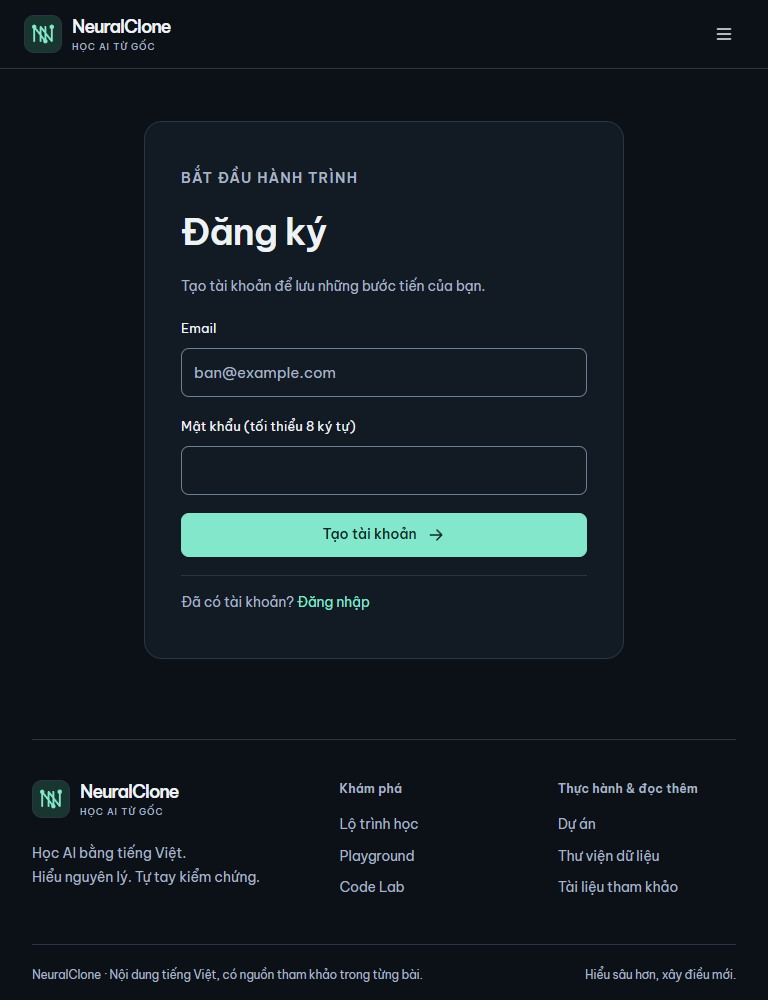 NeuralClone
HỌC AI TỪ GỐC
BẮT ĐẦU HÀNH TRÌNH
Đăng ký
Tạo tài khoản để lưu những bước tiến của bạn.
Email
ban@example.com
Mật khẩu (tối thiểu 8 ký tự)
Tạo tài khoản →
Đã có tài khoản? Đăng nhập
NeuralClone
HỌC AI TỪ GỐC
Học AI bằng tiếng Việt.
Hiểu nguyên lý. Tự tay kiểm chứng.
Khám phá
Lộ trình học
Playground
Code Lab
Thực hành & đọc thêm
Dự án
Thư viện dữ liệu
Tài liệu tham khảo
NeuralClone · Nội dung tiếng Việt, có nguồn tham khảo trong từng bài.
Hiểu sâu hơn, xây điều mới.